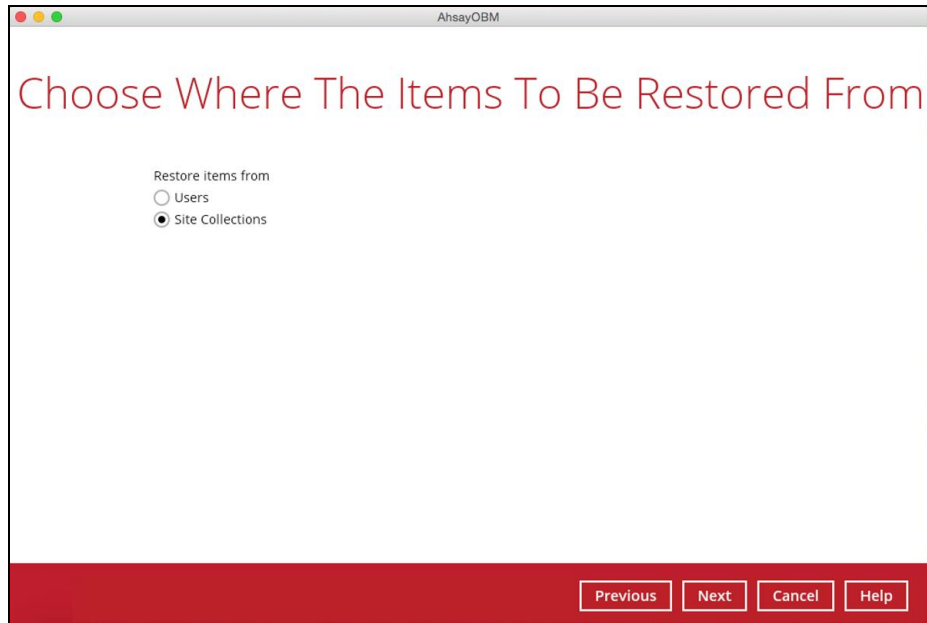 AhsayOBM
Choose Where The Items To Be Restored From
Restore items from
Users
Site Collections
Previous Next Cancel Help